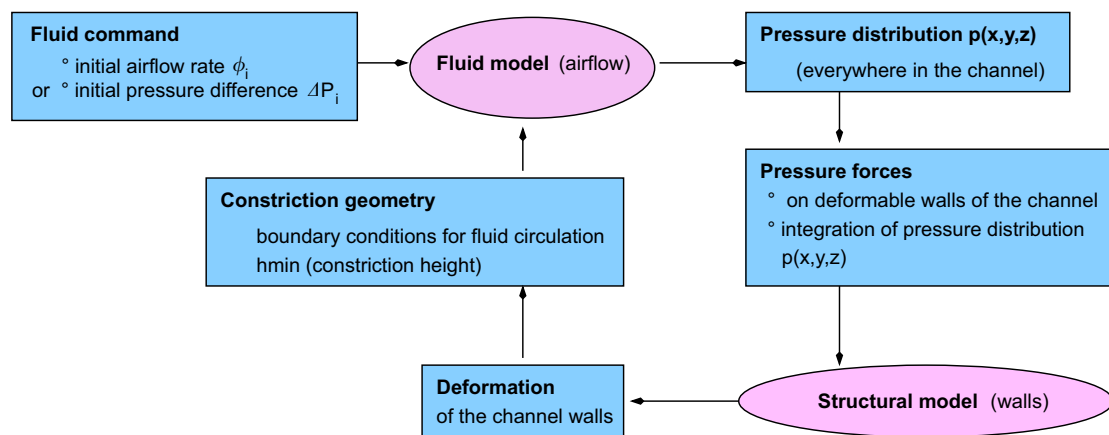 Fluid command
° initial airflow rate ϕi
or ° initial pressure difference ΔPi
Fluid model (airflow)
Pressure distribution p(x,y,z)
(everywhere in the channel)
Pressure forces
° on deformable walls of the channel
° integration of pressure distribution
p(x,y,z)
Constriction geometry
boundary conditions for fluid circulation
hmin (constriction height)
Deformation
of the channel walls
Structural model (walls)